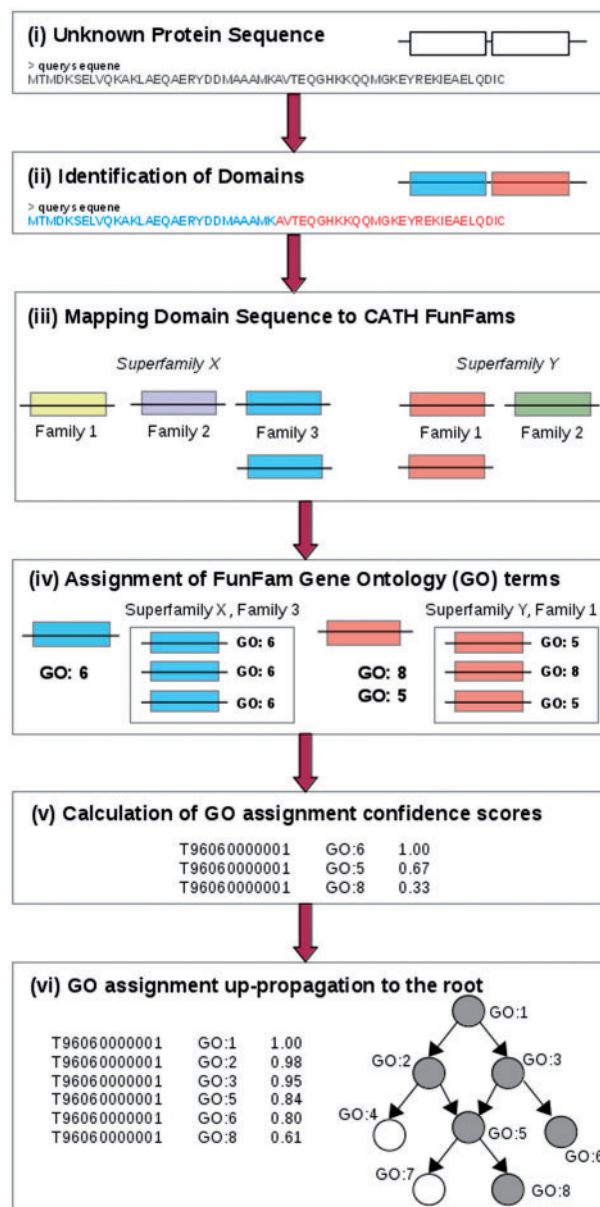 (i) Unknown Protein Sequence
> querysequene
MTMDKSELVQKAKLAEQAERYDDMAAAMKAVTEQGHKKQQMGKEYREKIEAELQDIC
(ii) Identification of Domains
> querysequene
MTMDKSELVQKAKLAEQAERYDDMAAAMKAVTEQGHKKQQMGKEYREKIEAELQDIC
(iii) Mapping Domain Sequence to CATH FunFams
Superfamily X Superfamily Y
Family 1 Family 2 Family 3 Family 1 Family 2
(iv) Assignment of FunFam Gene Ontology (GO) terms
Superfamily X, Family 3 Superfamily Y, Family 1
GO: 6
GO: 6
GO: 6
GO: 6
GO: 8
GO: 5
GO: 5
GO: 8
GO: 5
(v) Calculation of GO assignment confidence scores
T96060000001 GO:6 1.00
T96060000001 GO:5 0.67
T96060000001 GO:8 0.33
(vi) GO assignment up-propagation to the root
T96060000001 GO:1 1.00
T96060000001 GO:2 0.98
T96060000001 GO:3 0.95
T96060000001 GO:5 0.84
T96060000001 GO:6 0.80
T96060000001 GO:8 0.61
GO:1
GO:2 GO:3
GO:4 GO:5 GO:6
GO:7 GO:8